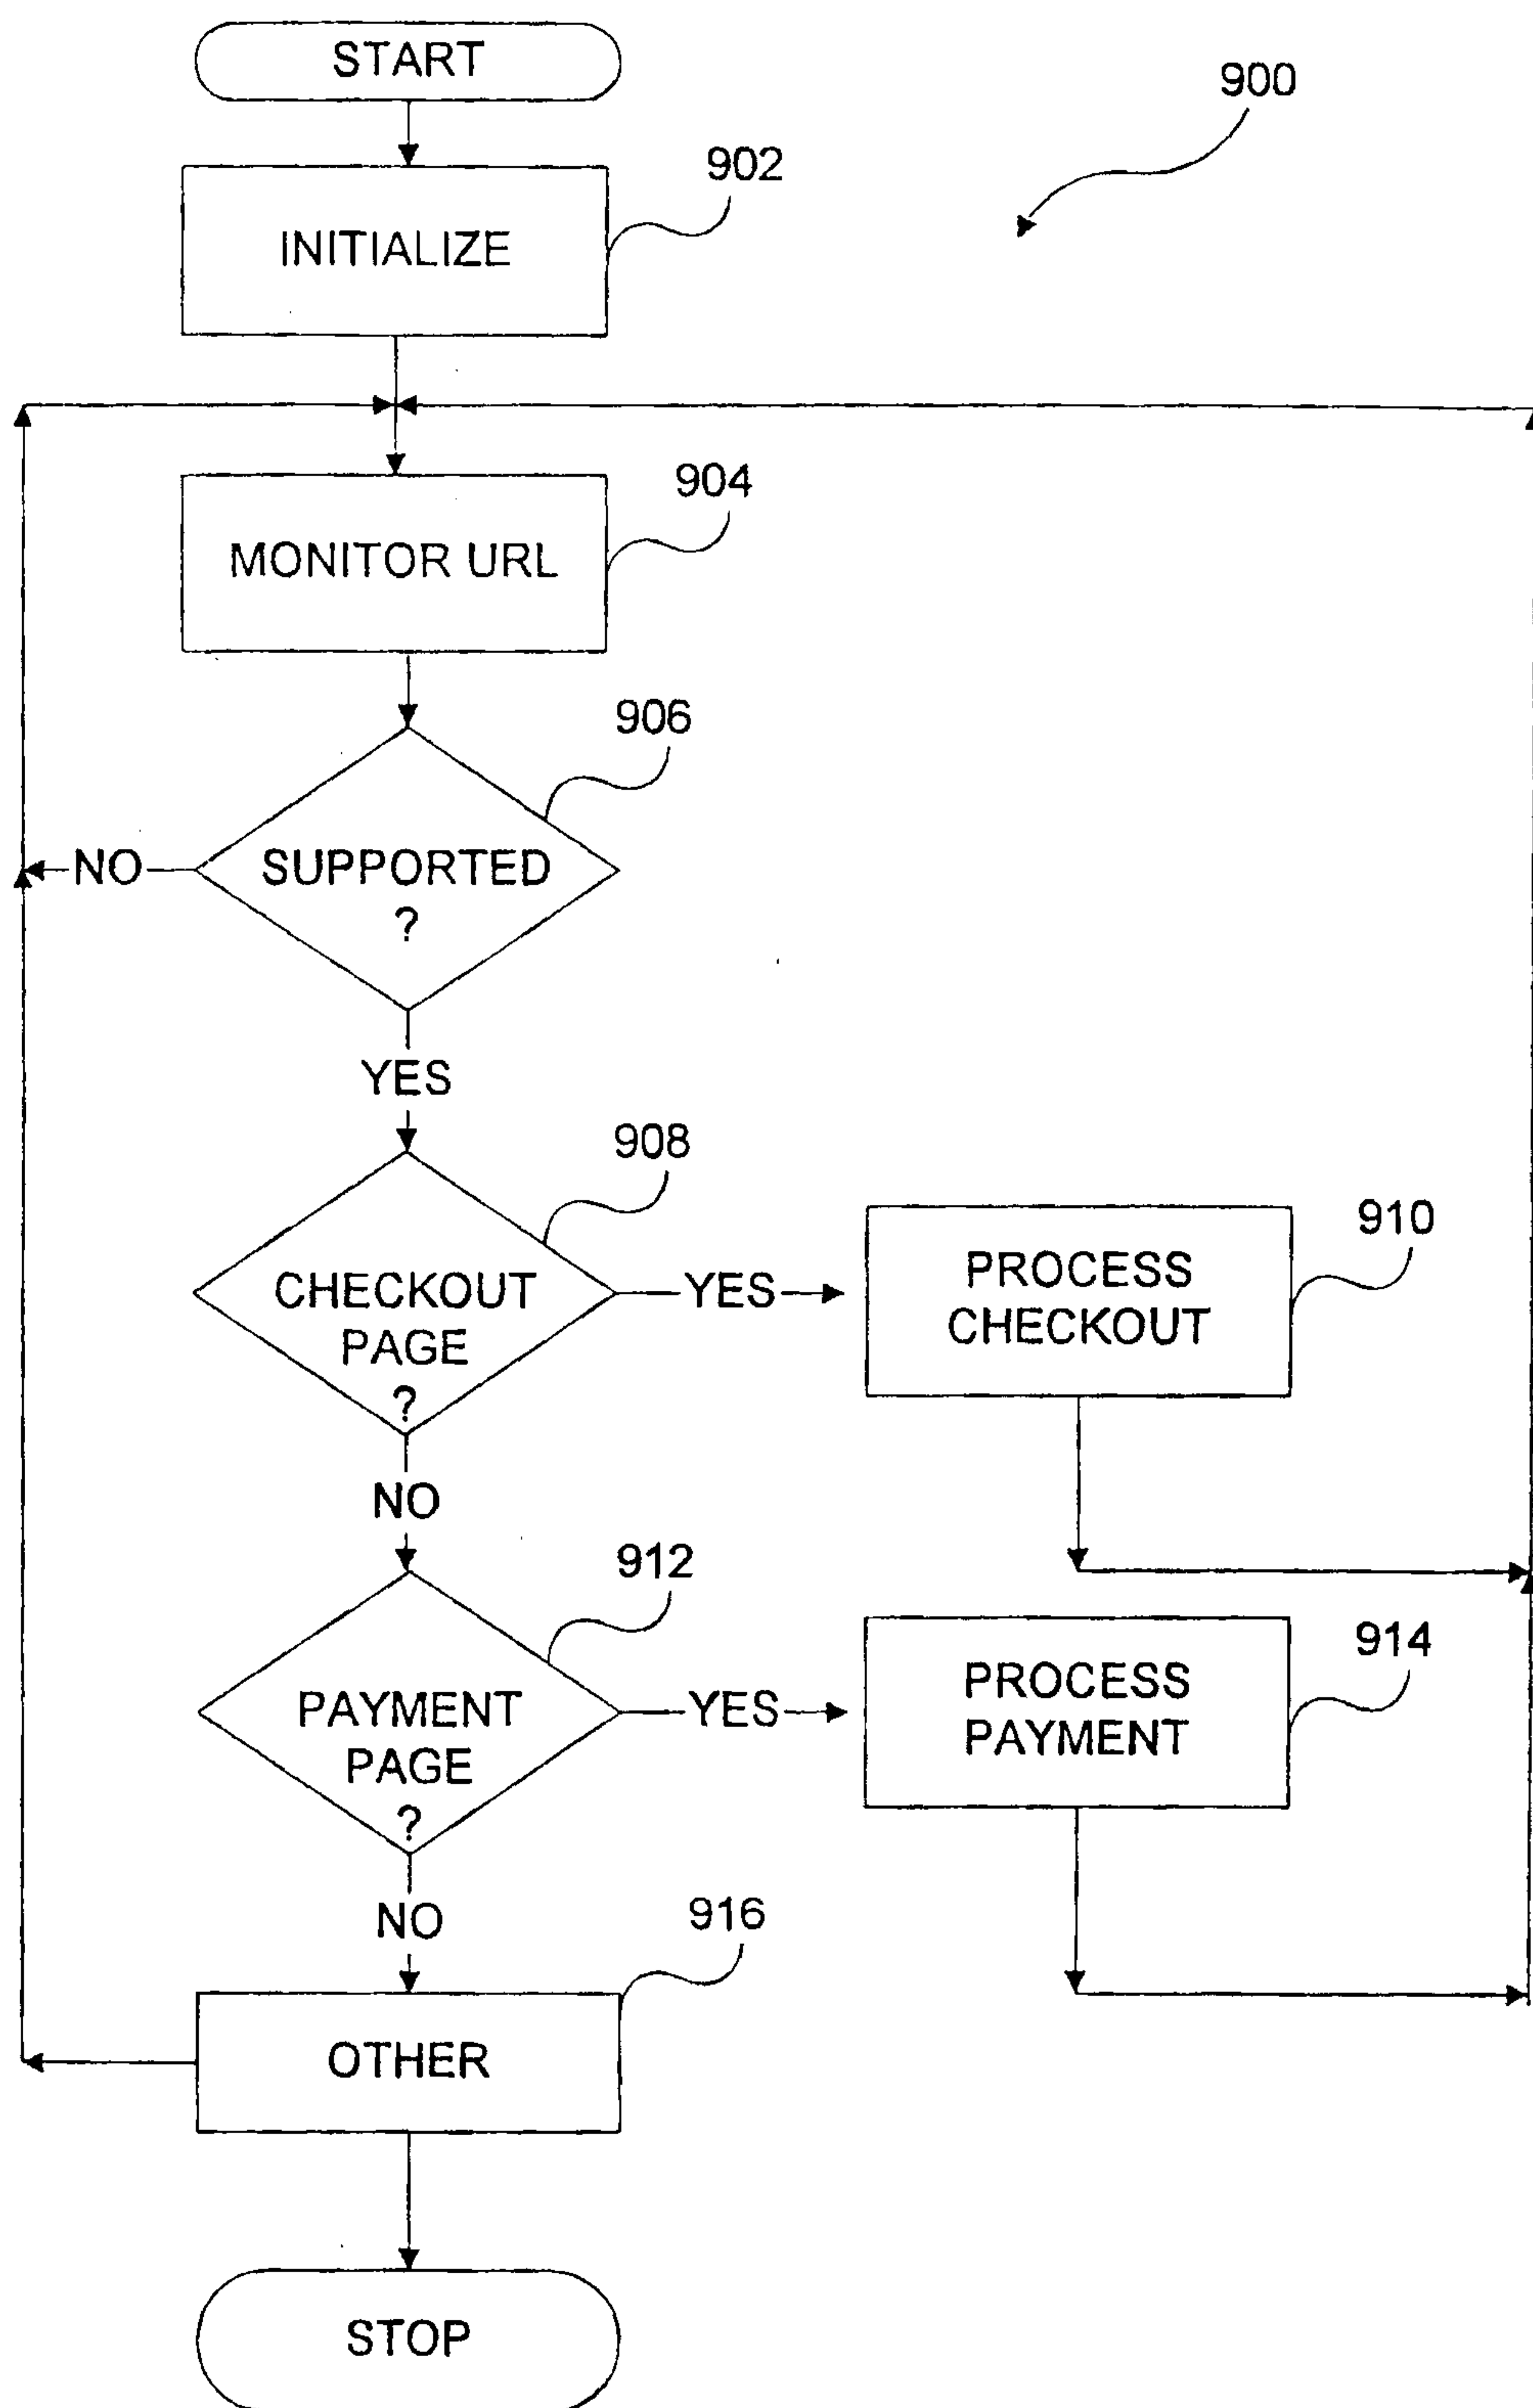 START
900
902
INITIALIZE
904
MONITOR URL
906
SUPPORTED
?
NO
YES
908
CHECKOUT
PAGE
?
YES
910
PROCESS
CHECKOUT
NO
912
PAYMENT
PAGE
?
YES
914
PROCESS
PAYMENT
NO
916
OTHER
STOP